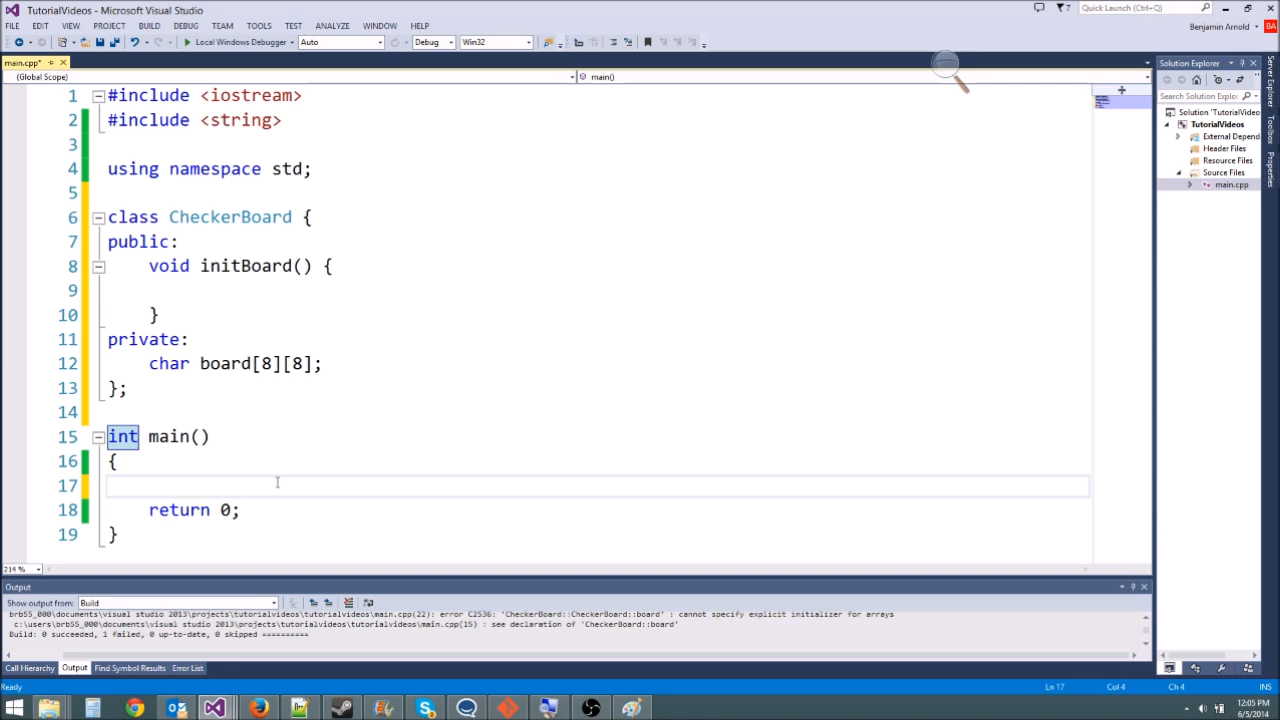 TutorialVideos - Microsoft Visual Studio
7
Quick Launch (Ctrl+Q)
FILE EDIT VIEW PROJECT BUILD DEBUG TEAM TOOLS TEST ANALYZE WINDOW HELP
Benjamin Arnold BA
Local Windows Debugger Auto Debug Win32
main.cpp*
(Global Scope) main()
1 #include <iostream>
2 #include <string>
3
4 using namespace std;
5
6 class CheckerBoard {
7 public:
8 void initBoard() {
9
10 }
11 private:
12 char board[8][8];
13 };
14
15 int main()
16 {
17
18 return 0;
19 }
214 %
Solution Explorer
Search Solution Explo
Solution 'TutorialVideo
TutorialVideos
External Depend
Header Files
Resource Files
Source Files
main.cpp
Server Explorer
Toolbox
Properties
Output
Show output from: Build
brb55_000\documents\visual studio 2013\projects\tutorialvideos\tutorialvideos\main.cpp(22): error C2536: 'CheckerBoard::CheckerBoard::board' : cannot specify explicit initializer for arrays
c:\users\brb55_000\documents\visual studio 2013\projects\tutorialvideos\tutorialvideos\main.cpp(15) : see declaration of 'CheckerBoard::board'
Build: 0 succeeded, 1 failed, 0 up-to-date, 0 skipped ==========
Call Hierarchy Output Find Symbol Results Error List
Ready Ln 17 Col 4 Ch 4 INS
12:05 PM
6/5/2014